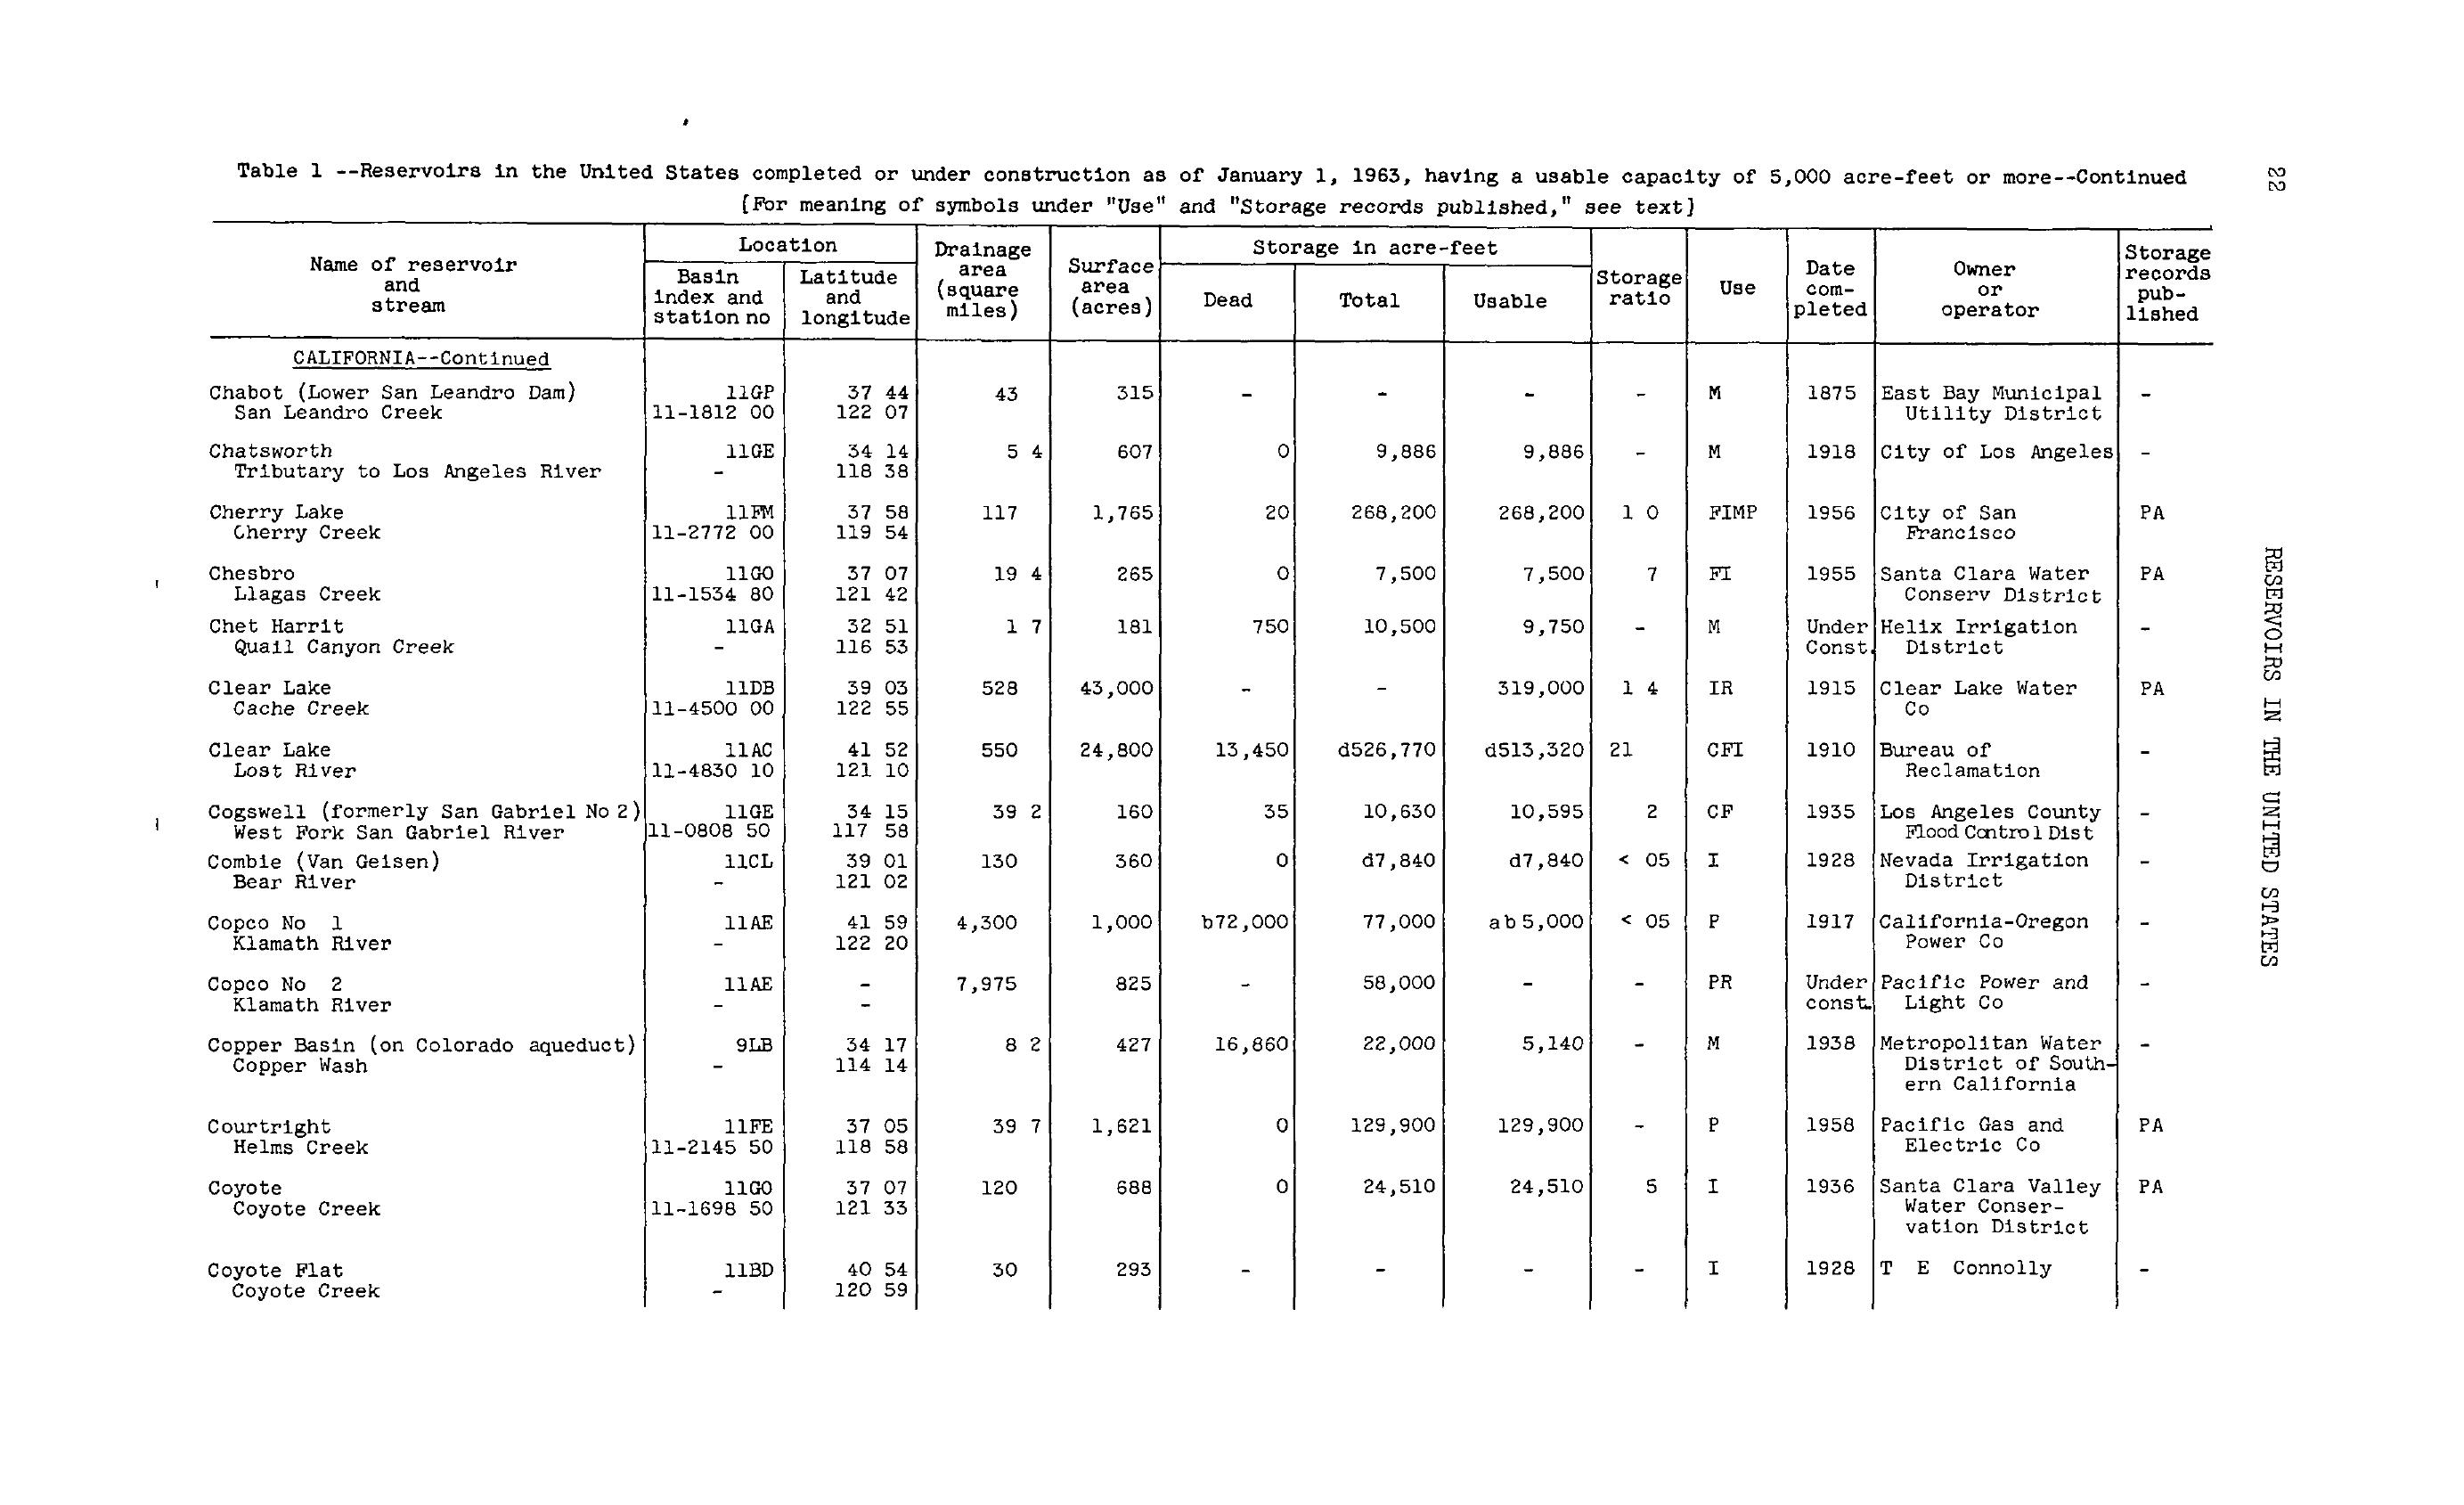 Table 1 --Reservoirs in the United States completed or under construction as of January 1, 1963, having a usable capacity of 5,000 acre-feet or more--Continued
[For meaning of symbols under "Use" and "Storage records published," see text]
22
Name of reservoir and stream | Location | Drainage area (square miles) | Surface area (acres) | Storage in acre-feet | Storage ratio | Use | Date com-pleted | Owner or operator | Storage records pub-lished
Basin index and station no | Latitude and longitude | Dead | Total | Usable
CALIFORNIA--Continued
Chabot (Lower San Leandro Dam) 11GP 37 44 43 315 - - - - M 1875 East Bay Municipal -
San Leandro Creek 11-1812 00 122 07 Utility District
Chatsworth 11GE 34 14 5 4 607 0 9,886 9,886 - M 1918 City of Los Angeles -
Tributary to Los Angeles River - 118 38
Cherry Lake 11FM 37 58 117 1,765 20 268,200 268,200 1 0 FIMP 1956 City of San PA
Cherry Creek 11-2772 00 119 54 Francisco
Chesbro 11GO 37 07 19 4 265 0 7,500 7,500 7 FI 1955 Santa Clara Water PA
Llagas Creek 11-1534 80 121 42 Conserv District
Chet Harrit 11GA 32 51 1 7 181 750 10,500 9,750 - M Under Helix Irrigation -
Quail Canyon Creek - 116 53 Const. District
Clear Lake 11DB 39 03 528 43,000 - - 319,000 1 4 IR 1915 Clear Lake Water PA
Cache Creek 11-4500 00 122 55 Co
Clear Lake 11AC 41 52 550 24,800 13,450 d526,770 d513,320 21 CFI 1910 Bureau of -
Lost River 11-4830 10 121 10 Reclamation
Cogswell (formerly San Gabriel No 2) 11GE 34 15 39 2 160 35 10,630 10,595 2 CF 1935 Los Angeles County -
West Fork San Gabriel River 11-0808 50 117 58 Flood Control Dist
Combie (Van Geisen) 11CL 39 01 130 360 0 d7,840 d7,840 < 05 I 1928 Nevada Irrigation -
Bear River - 121 02 District
Copco No 1 11AE 41 59 4,300 1,000 b72,000 77,000 ab5,000 < 05 P 1917 California-Oregon -
Klamath River - 122 20 Power Co
Copco No 2 11AE - 7,975 825 - 58,000 - - PR Under Pacific Power and -
Klamath River - - const. Light Co
Copper Basin (on Colorado aqueduct) 9LB 34 17 8 2 427 16,860 22,000 5,140 - M 1938 Metropolitan Water -
Copper Wash - 114 14 District of South-
ern California
Courtright 11FE 37 05 39 7 1,621 0 129,900 129,900 - P 1958 Pacific Gas and PA
Helms Creek 11-2145 50 118 58 Electric Co
Coyote 11GO 37 07 120 688 0 24,510 24,510 5 I 1936 Santa Clara Valley PA
Coyote Creek 11-1698 50 121 33 Water Conser-
vation District
Coyote Flat 11BD 40 54 30 293 - - - - I 1928 T E Connolly -
Coyote Creek - 120 59
RESERVOIRS IN THE UNITED STATES